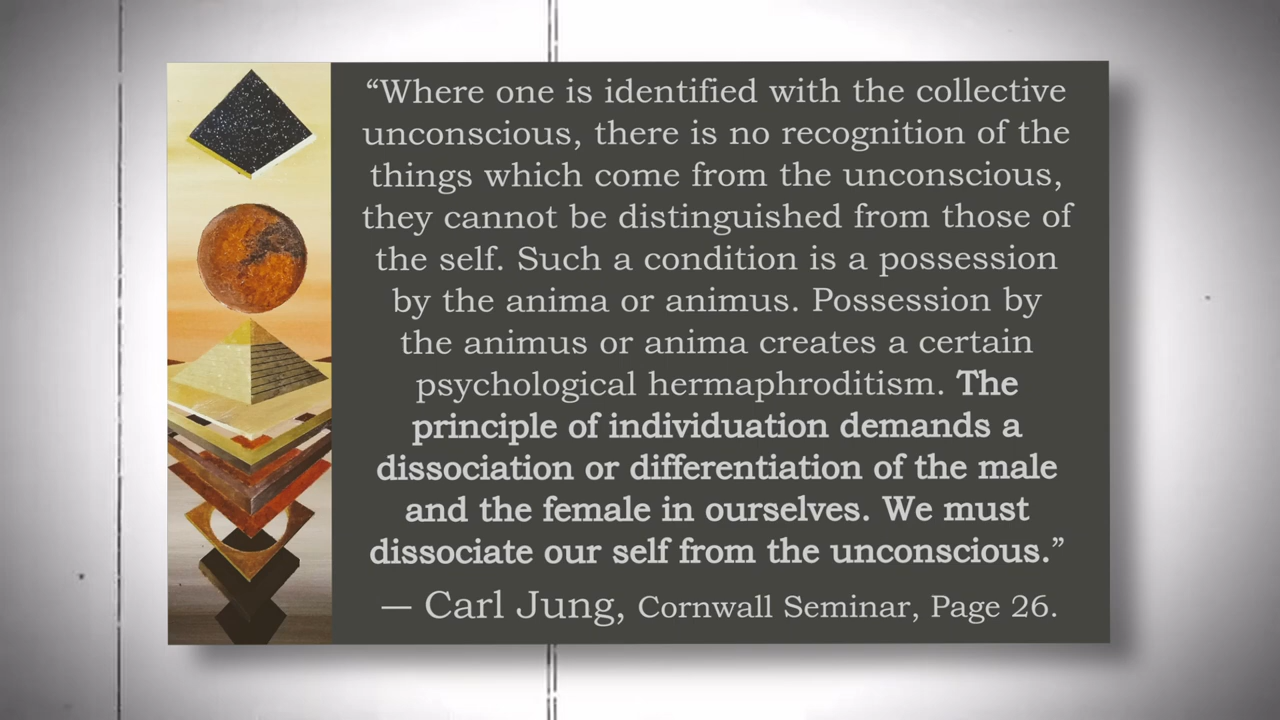 “Where one is identified with the collective
unconscious, there is no recognition of the
things which come from the unconscious,
they cannot be distinguished from those of
the self. Such a condition is a possession
by the anima or animus. Possession by
the animus or anima creates a certain
psychological hermaphroditism. The
principle of individuation demands a
dissociation or differentiation of the male
and the female in ourselves. We must
dissociate our self from the unconscious.”
— Carl Jung, Cornwall Seminar, Page 26.